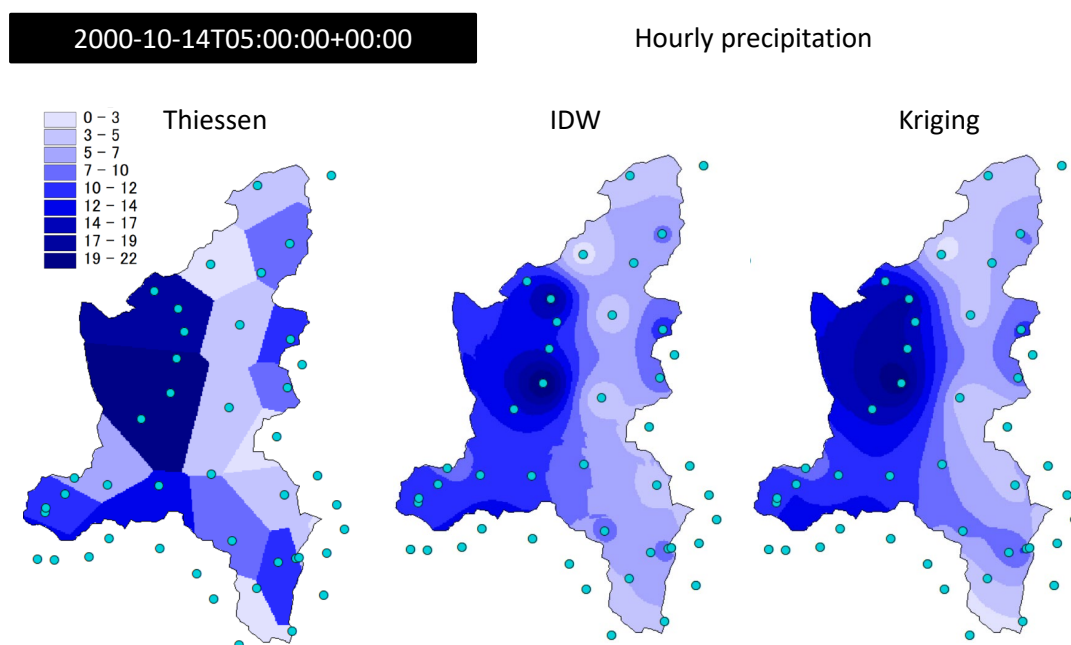 2000-10-14T05:00:00+00:00
Hourly precipitation
Thiessen
IDW
Kriging
0 - 3
3 - 5
5 - 7
7 - 10
10 - 12
12 - 14
14 - 17
17 - 19
19 - 22